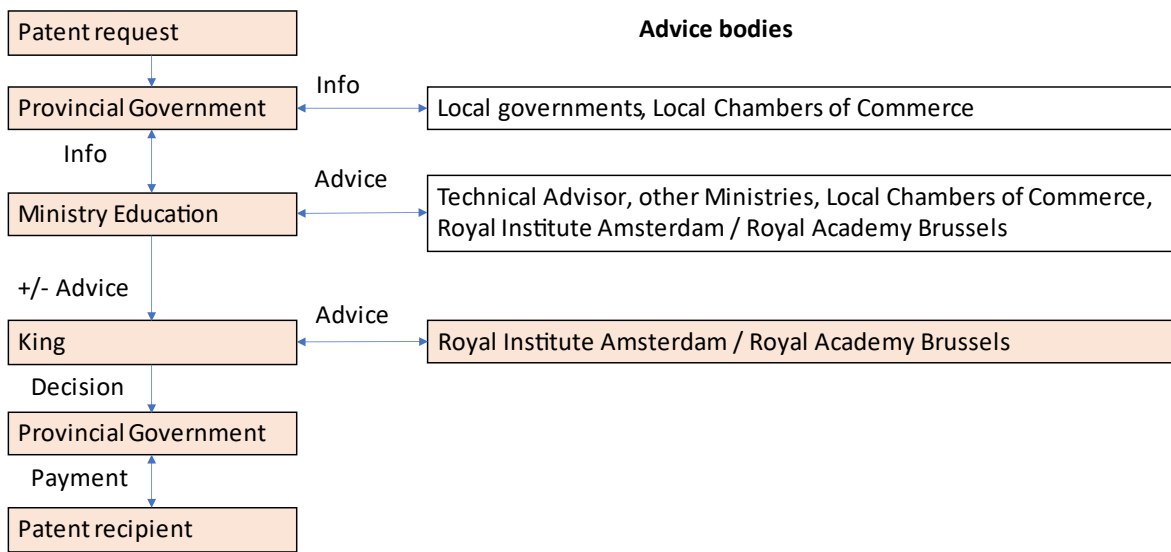 Patent request
Advice bodies
Info
Provincial Government
Local governments, Local Chambers of Commerce
Info
Advice
Ministry Education
Technical Advisor, other Ministries, Local Chambers of Commerce,
Royal Institute Amsterdam / Royal Academy Brussels
+/- Advice
Advice
King
Royal Institute Amsterdam / Royal Academy Brussels
Decision
Provincial Government
Payment
Patent recipient